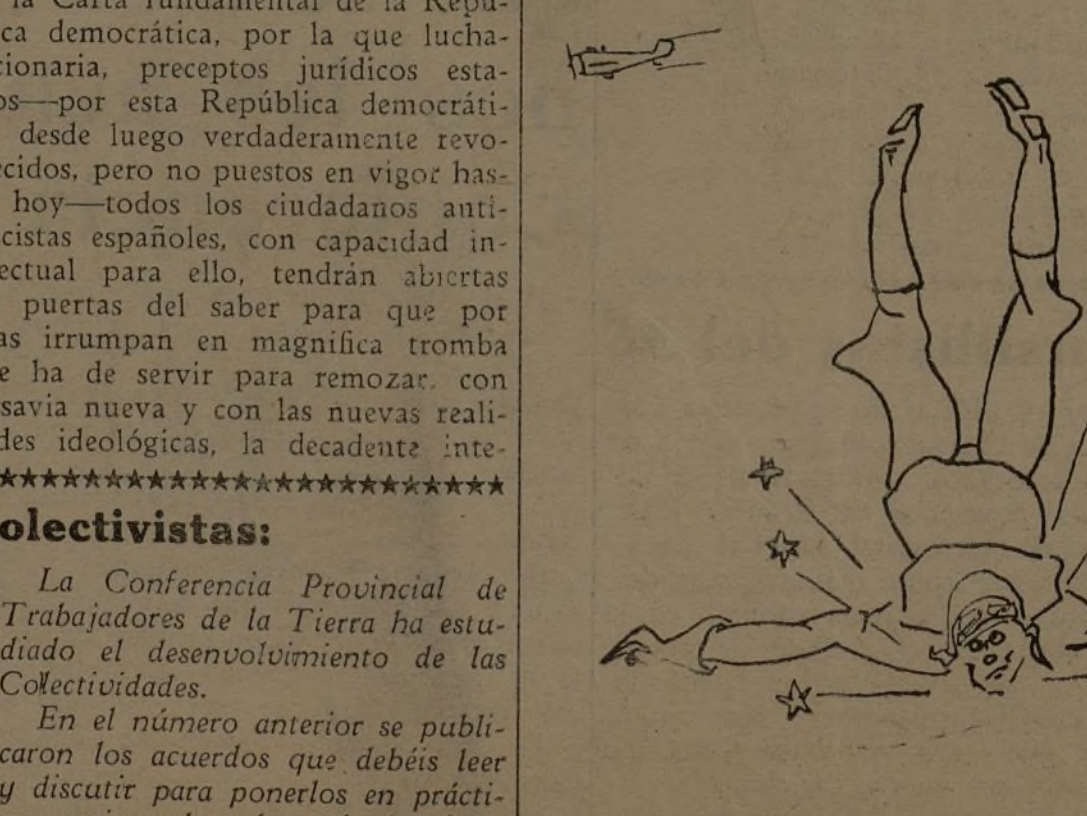 la Carta fundamental de la Repú-
ca democrática, por la que lucha-
cionaria, preceptos jurídicos esta-
os—por esta República democráti-
desde luego verdaderamente revo-
ecidos, pero no puestos en vigor has-
hoy—todos los ciudadanos anti-
cistas españoles, con capacidad in-
ectual para ello, tendrán abiertas
puertas del saber para que por
as irrumpan en magnifica tromba
e ha de servir para remozar, con
savia nueva y con las nuevas reali-
des ideológicas, la decadente inte-
olectivistas:
La Conferencia Provincial de
Trabajadores de la Tierra ha estu-
diado el desenvolvimiento de las
Colectividades.
En el número anterior se publi-
caron los acuerdos que debéis leer
y discutir para ponerlos en prácti-